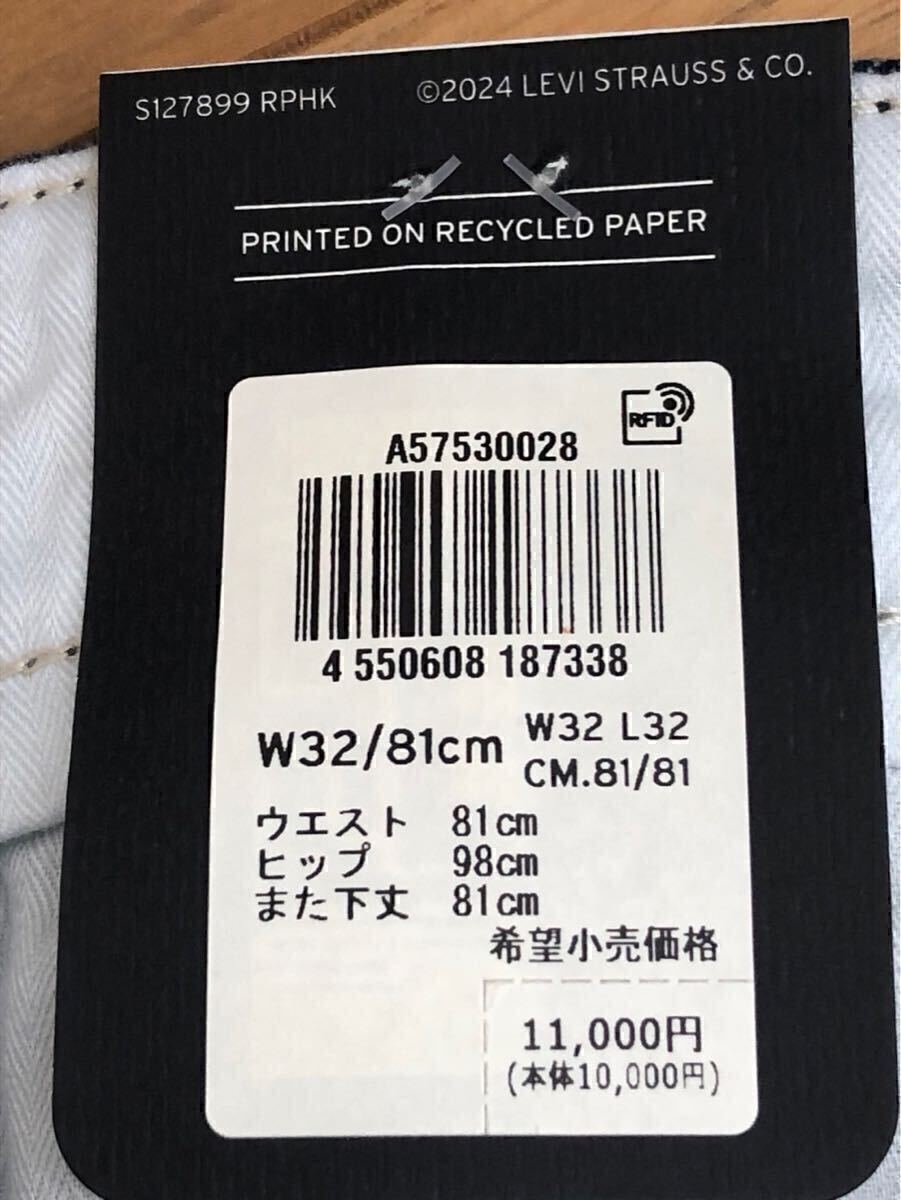 S127899 RPHK ©2024 LEVI STRAUSS & CO.
PRINTED ON RECYCLED PAPER
RFID
A57530028
4 550608 187338
W32/81cm W32 L32
CM.81/81
ウエスト 81cm
ヒップ 98cm
また下丈 81cm
希望小売価格
11,000円
(本体10,000円)